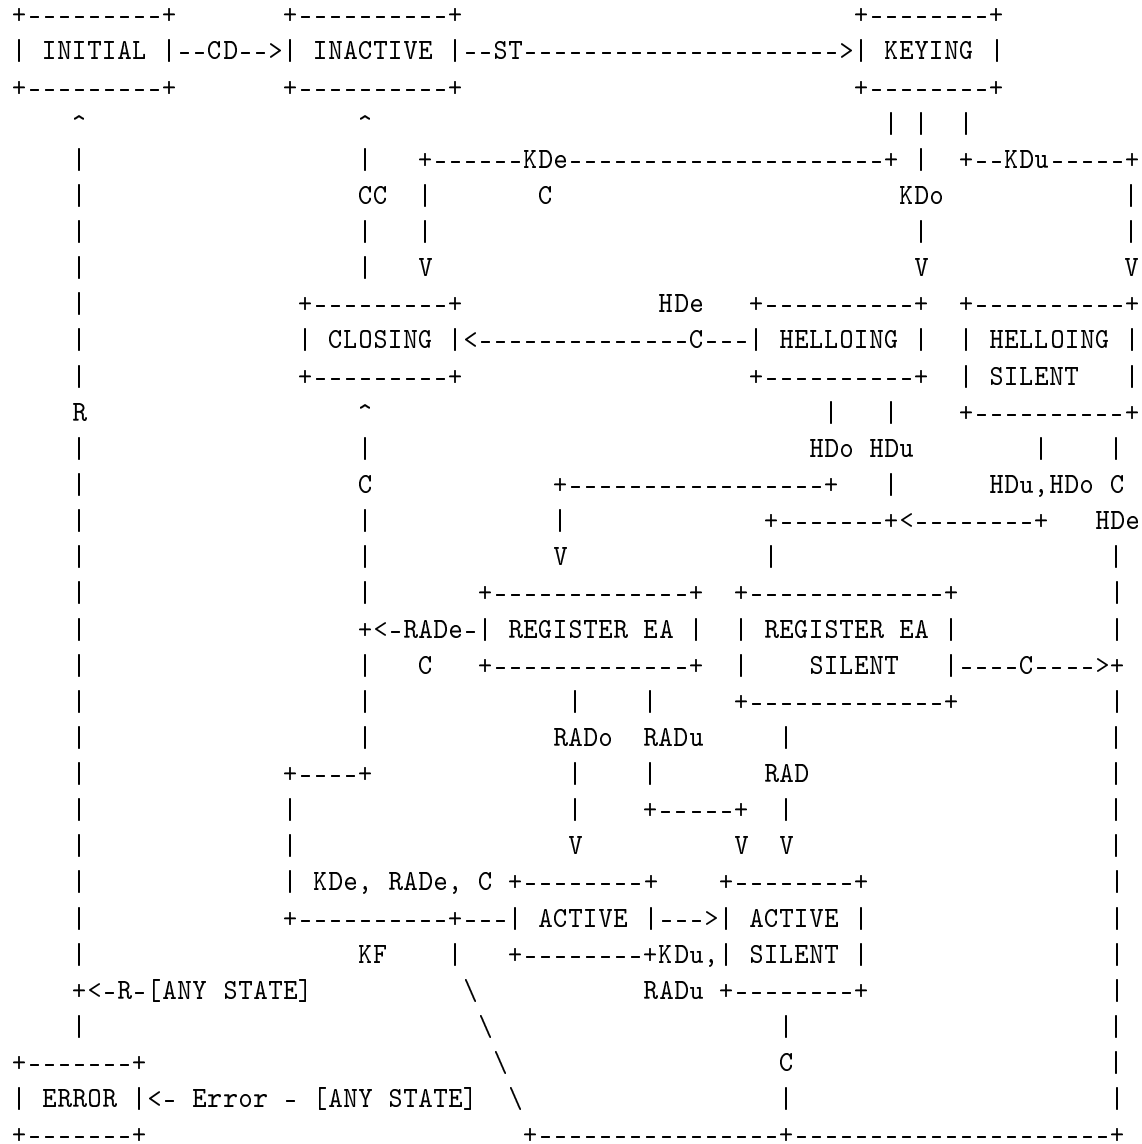 INITIAL CD INACTIVE ST KEYING
KDe KDu
CC C KDo
V V V
HDe
CLOSING C HELLOING HELLOING
SILENT
R
HDo HDu
C HDu,HDo C
HDe
V
RADe REGISTER EA REGISTER EA
C SILENT C
RADo RADu
RAD
V V V
KDe, RADe, C
ACTIVE ACTIVE
KF KDu, SILENT
R-[ANY STATE] RADu
C
ERROR <- Error - [ANY STATE]